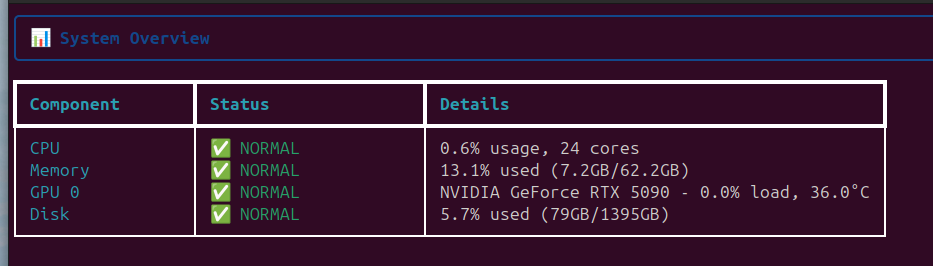 📊 System Overview
Component Status Details
CPU ✅ NORMAL 0.6% usage, 24 cores
Memory ✅ NORMAL 13.1% used (7.2GB/62.2GB)
GPU 0 ✅ NORMAL NVIDIA GeForce RTX 5090 - 0.0% load, 36.0°C
Disk ✅ NORMAL 5.7% used (79GB/1395GB)